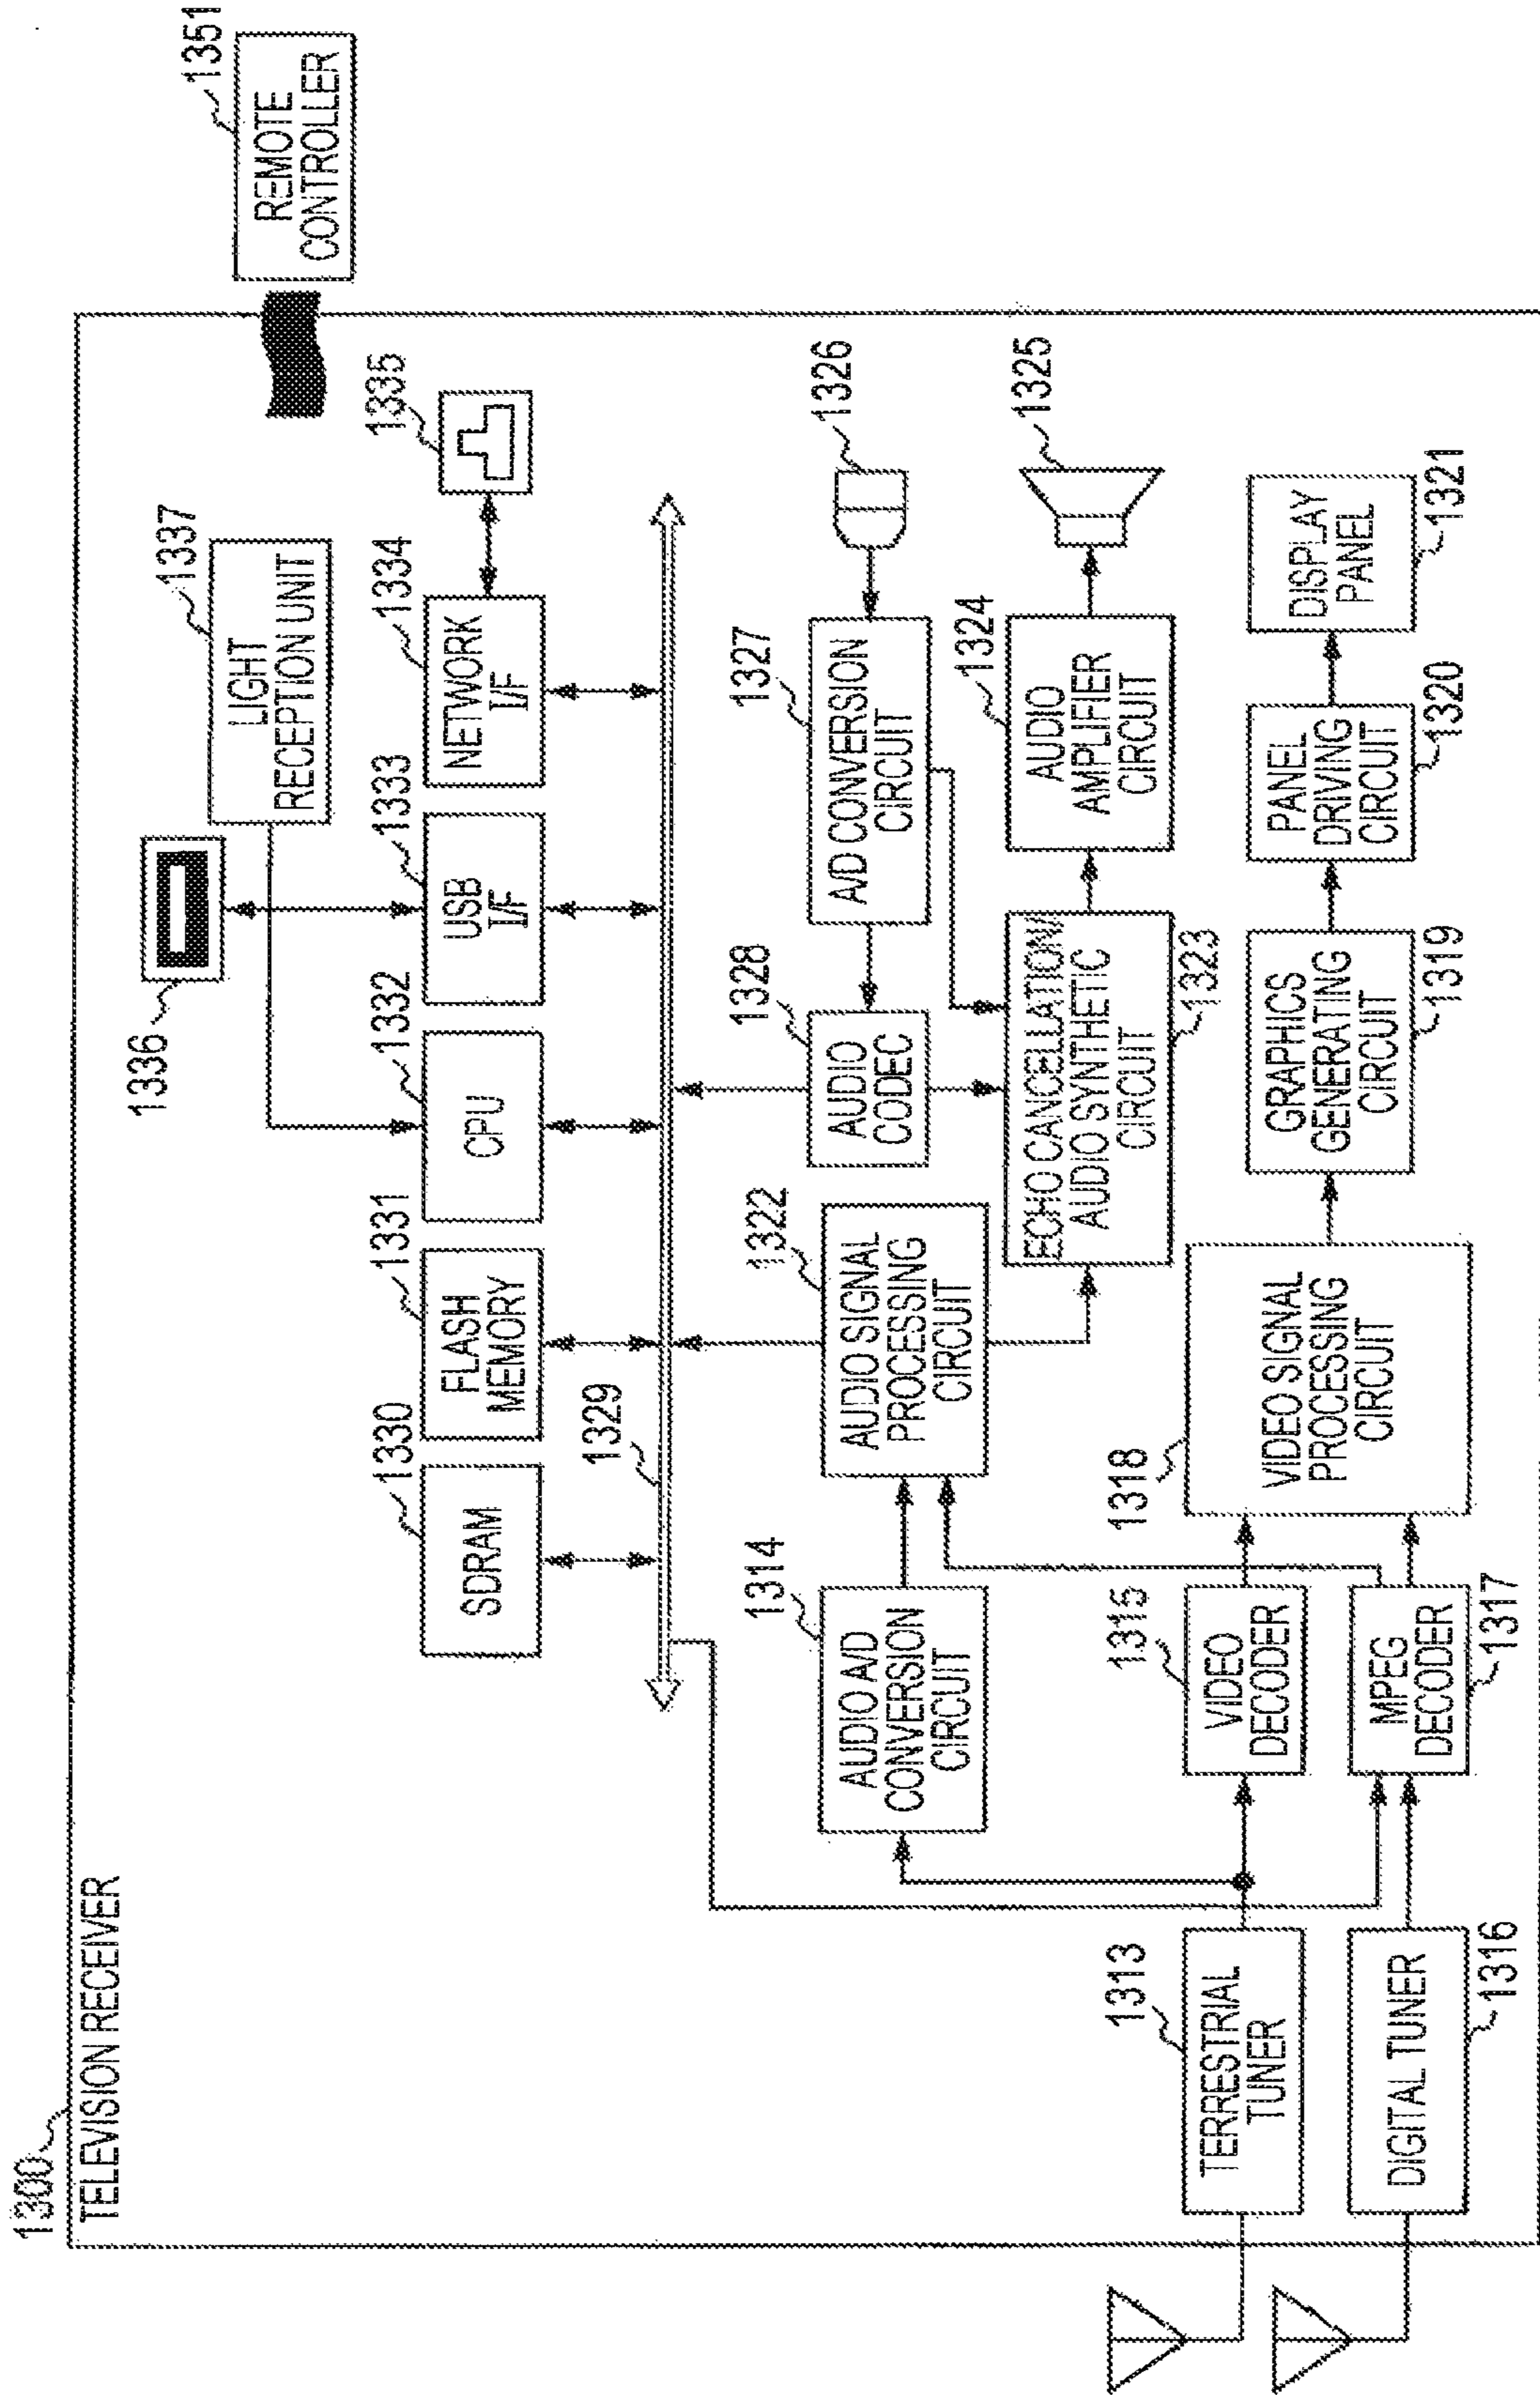 1300
TELEVISION RECEIVER
1336
1337
LIGHT
RECEPTION UNIT
1351
REMOTE
CONTROLLER
1330
SDRAM
1331
FLASH
MEMORY
1332
CPU
1333
USB
I/F
1334
NETWORK
I/F
1335
1329
1314
AUDIO A/D
CONVERSION
CIRCUIT
1322
AUDIO SIGNAL
PROCESSING
CIRCUIT
1328
AUDIO
CODEC
1327
A/D CONVERSION
CIRCUIT
1326
ECHO CANCELLATION/
AUDIO SYNTHETIC
CIRCUIT
1323
1324
AUDIO
AMPLIFIER
CIRCUIT
1325
1313
TERRESTRIAL
TUNER
1315
VIDEO
DECODER
1318
VIDEO SIGNAL
PROCESSING
CIRCUIT
GRAPHICS
GENERATING
CIRCUIT
1319
PANEL
DRIVING
CIRCUIT
1320
DISPLAY
PANEL
1321
DIGITAL TUNER
1316
MPEG
DECODER
1317